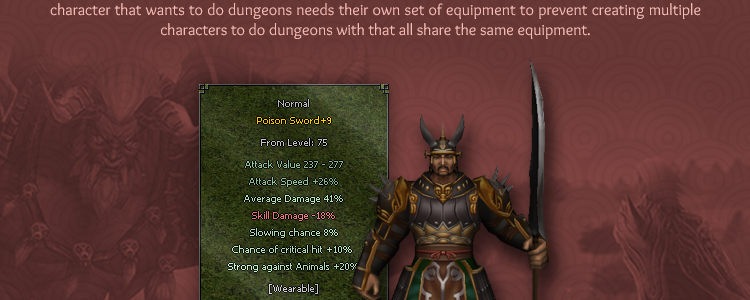 character that wants to do dungeons needs their own set of equipment to prevent creating multiple
characters to do dungeons with that all share the same equipment.
Normal
Poison Sword+9
From Level: 75
Attack Value 237 - 277
Attack Speed +26%
Average Damage 41%
Skill Damage -18%
Slowing chance 8%
Chance of critical hit +10%
Strong against Animals +20%
[Wearable]